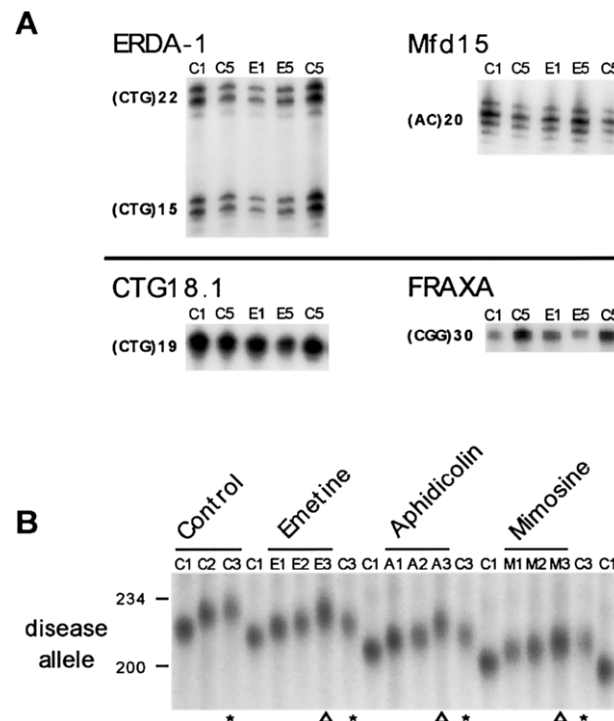 A
ERDA-1
C1 C5 E1 E5 C5
(CTG)22
(CTG)15
Mfd15
C1 C5 E1 E5 C5
(AC)20
CTG18.1
C1 C5 E1 E5 C5
(CTG)19
FRAXA
C1 C5 E1 E5 C5
(CGG)30
B
Control Emetine Aphidicolin Mimosine
C1 C2 C3 C1 E1 E2 E3 C3 C1 A1 A2 A3 C3 C1 M1 M2 M3 C3 C1
234
disease
allele
200
* Δ * Δ * Δ *